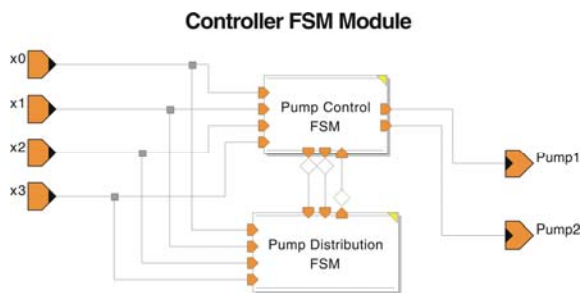 Controller FSM Module
x0
x1
x2
x3
Pump Control
FSM
Pump1
Pump2
Pump Distribution
FSM